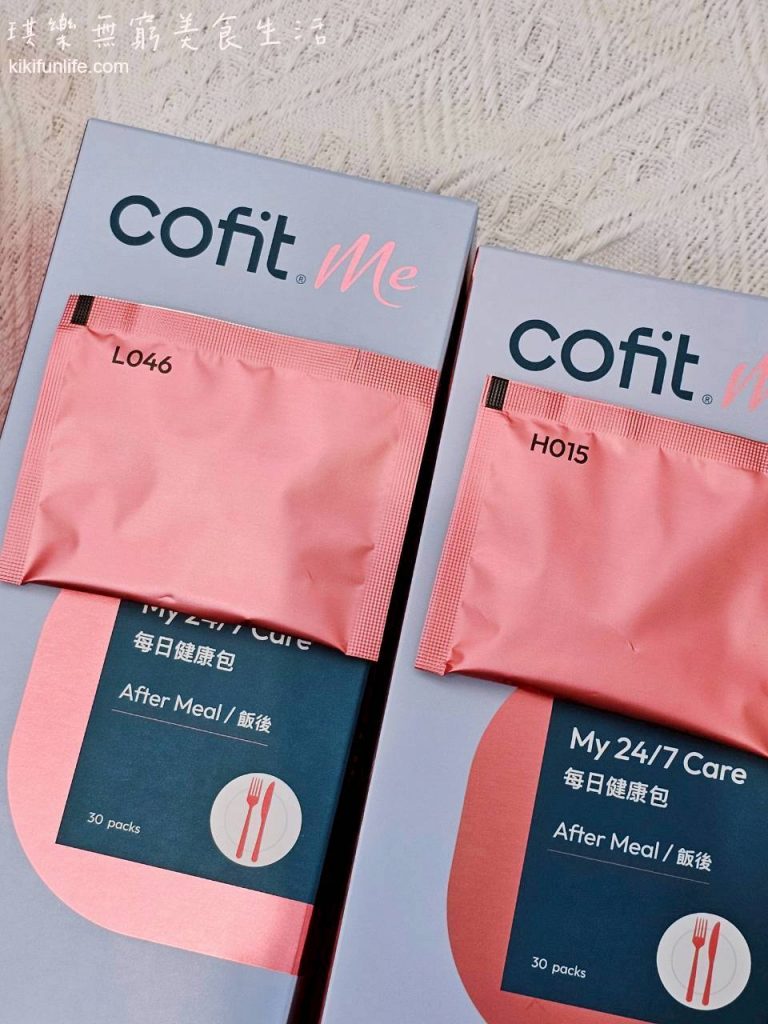 琪樂無窮美食生活
kikifunlife.com
cofit® Me
L046
My 24/7 Care
每日健康包
After Meal / 飯後
30 packs
cofit® M
H015
My 24/7 Care
每日健康包
After Meal / 飯後
30 packs